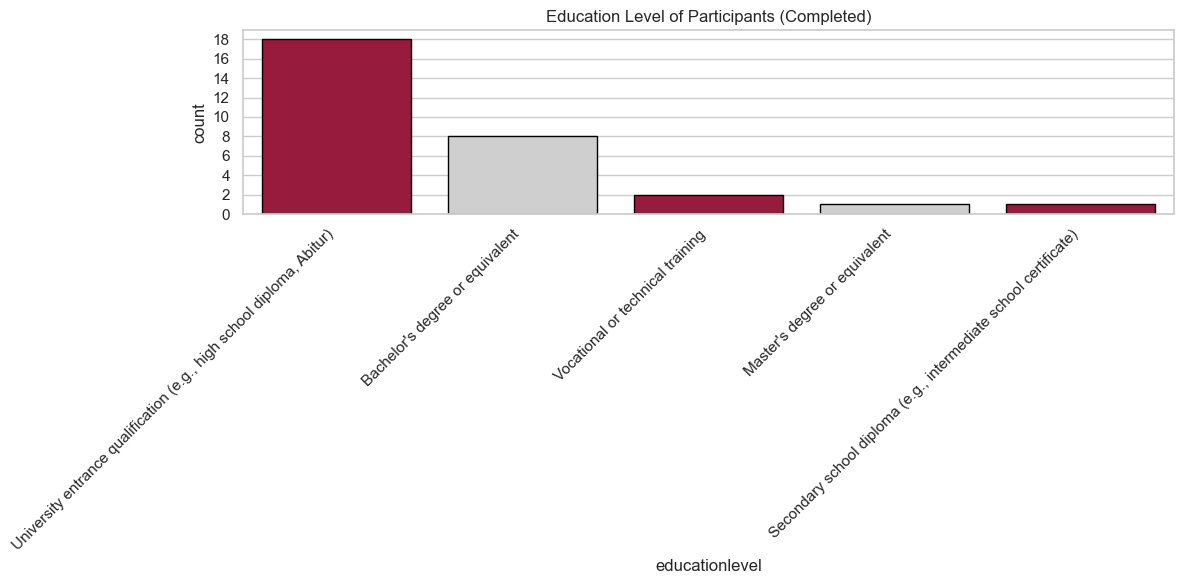 Education Level of Participants (Completed)
count
18
16
14
12
10
8
6
4
2
0
University entrance qualification (e.g., high school diploma, Abitur)
Bachelor's degree or equivalent
Vocational or technical training
Master's degree or equivalent
Secondary school diploma (e.g., intermediate school certificate)
educationlevel